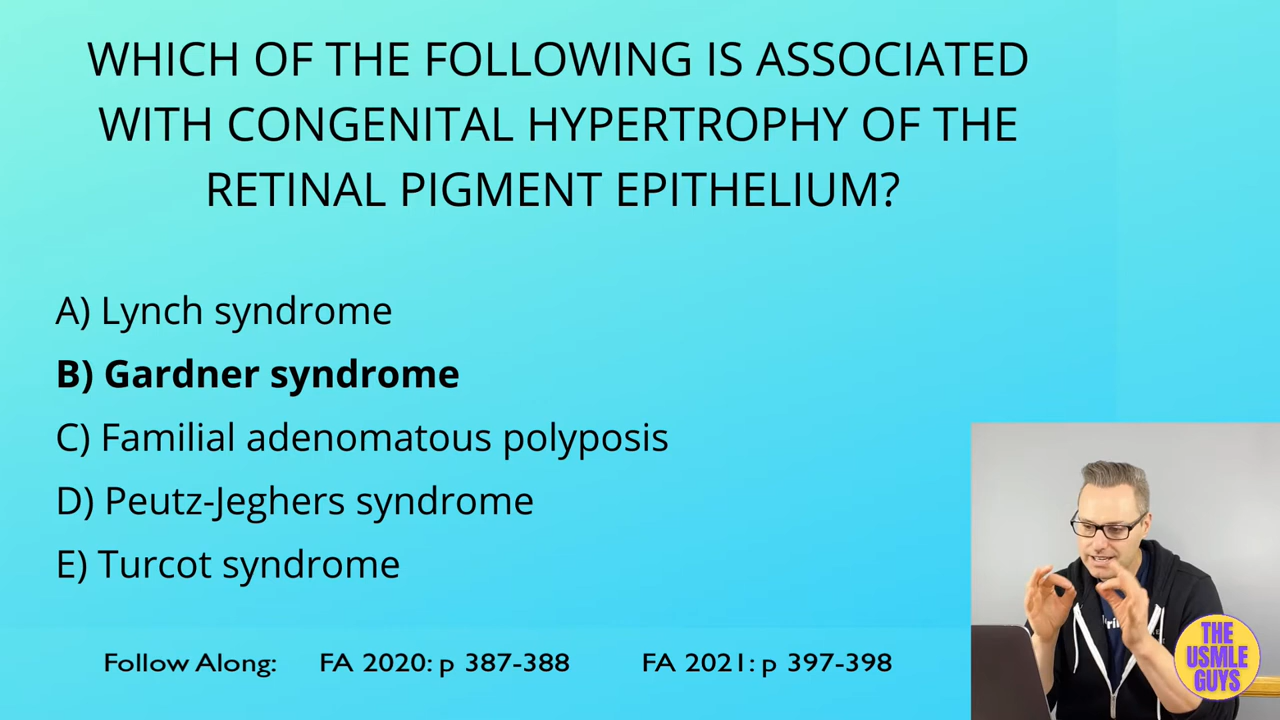 WHICH OF THE FOLLOWING IS ASSOCIATED
WITH CONGENITAL HYPERTROPHY OF THE
RETINAL PIGMENT EPITHELIUM?
A) Lynch syndrome
B) Gardner syndrome
C) Familial adenomatous polyposis
D) Peutz-Jeghers syndrome
E) Turcot syndrome
Follow Along: FA 2020: p 387-388 FA 2021: p 397-398
THE
USMLE
GUYS